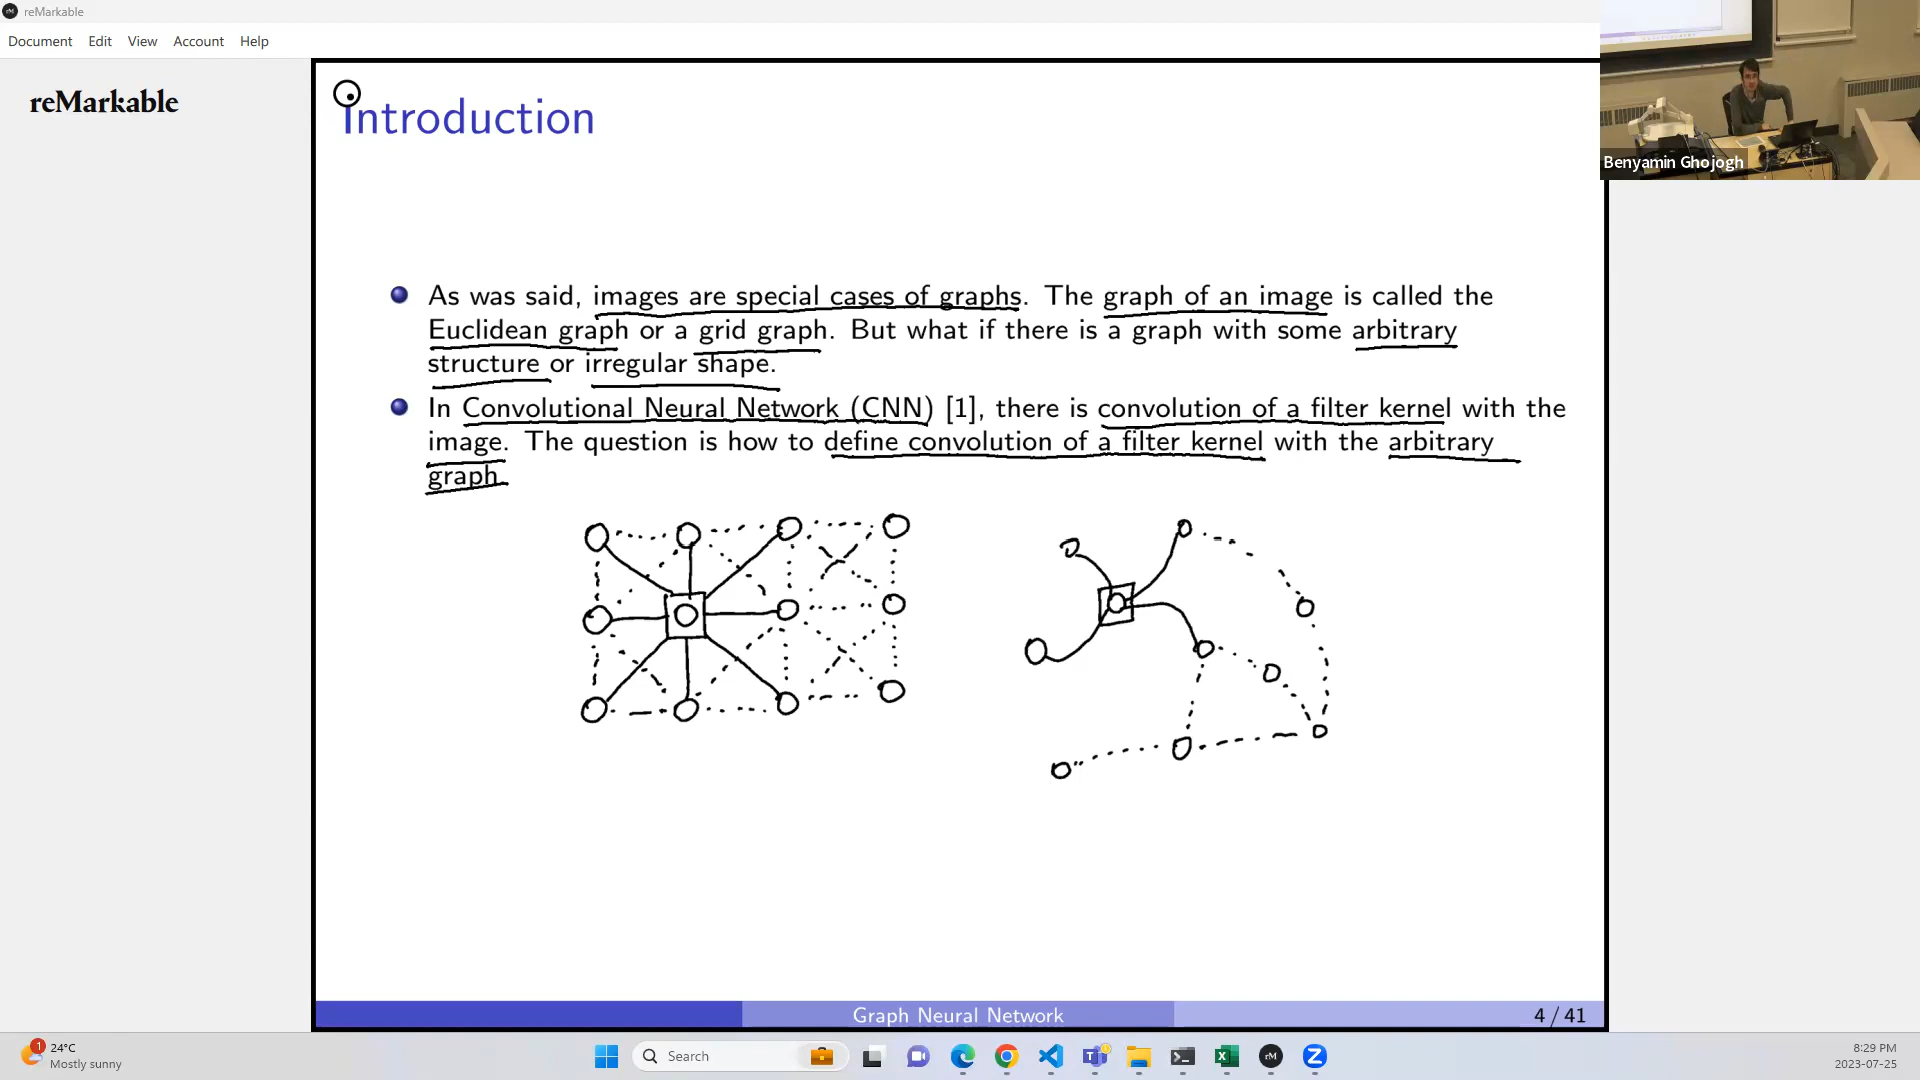 reMarkable
Document Edit View Account Help
reMarkable
Introduction
Benyamin Ghojogh
As was said, images are special cases of graphs. The graph of an image is called the
Euclidean graph or a grid graph. But what if there is a graph with some arbitrary
structure or irregular shape.
In Convolutional Neural Network (CNN) [1], there is convolution of a filter kernel with the
image. The question is how to define convolution of a filter kernel with the arbitrary
graph.
Graph Neural Network
4 / 41
1
24°C
Mostly sunny
Search
rM
8:29 PM
2023-07-25